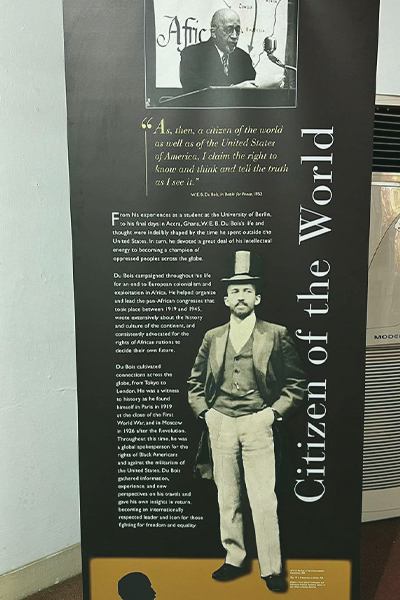 Afric
“As, then, a citizen of the world
as well as of the United States
of America, I claim the right to
know and think and tell the truth
as I see it.”
W.E.B. Du Bois, In Battle for Peace, 1952
Citizen of the World
From his experiences as a student at the University of Berlin,
to his final days in Accra, Ghana, W. E. B. Du Bois's life and
thought were indelibly shaped by the time he spent outside the
United States. In turn, he devoted a great deal of his intellectual
energy to becoming a champion of
oppressed peoples across the globe.
Du Bois campaigned throughout his life
for an end to European colonialism and
exploitation in Africa. He helped organize
and lead the pan-African congresses that
took place between 1919 and 1945,
wrote extensively about the history
and culture of the continent, and
consistently advocated for the
rights of African nations to
decide their own future.
Du Bois cultivated
connections across the
globe, from Tokyo to
London. He was a witness
to history as he found
himself in Paris in 1919
at the close of the First
World War, and in Moscow
in 1926 after the Revolution.
Throughout this time, he was
a global spokesperson for the
rights of Black Americans
and against the militarism of
the United States. Du Bois
gathered information,
experience, and new
perspectives on his travels and
gave his own insights in return,
becoming an internationally
respected leader and icon for those
fighting for freedom and equality.
MODE